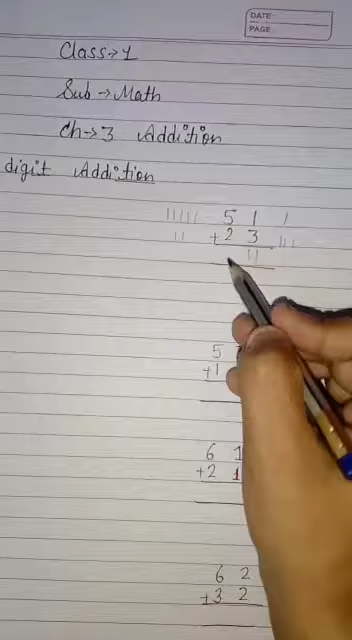 DATE:
PAGE:
Class→1
Sub→Math
Ch→3 Addition
digit Addition
||||| 5 1 |
|| +2 3 |||
5
+1
6 1
+2 1
6 2
+3 2